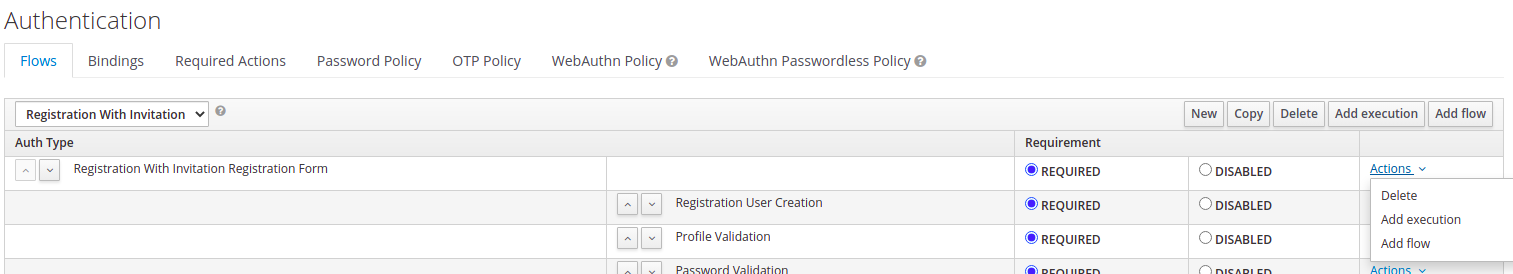 Authentication
Flows Bindings Required Actions Password Policy OTP Policy WebAuthn Policy WebAuthn Passwordless Policy
Registration With Invitation New Copy Delete Add execution Add flow
Auth Type Requirement
Registration With Invitation Registration Form REQUIRED DISABLED Actions
Delete
Registration User Creation REQUIRED DISABLED
Add execution
Profile Validation REQUIRED DISABLED
Add flow
Password Validation REQUIRED DISABLED Actions